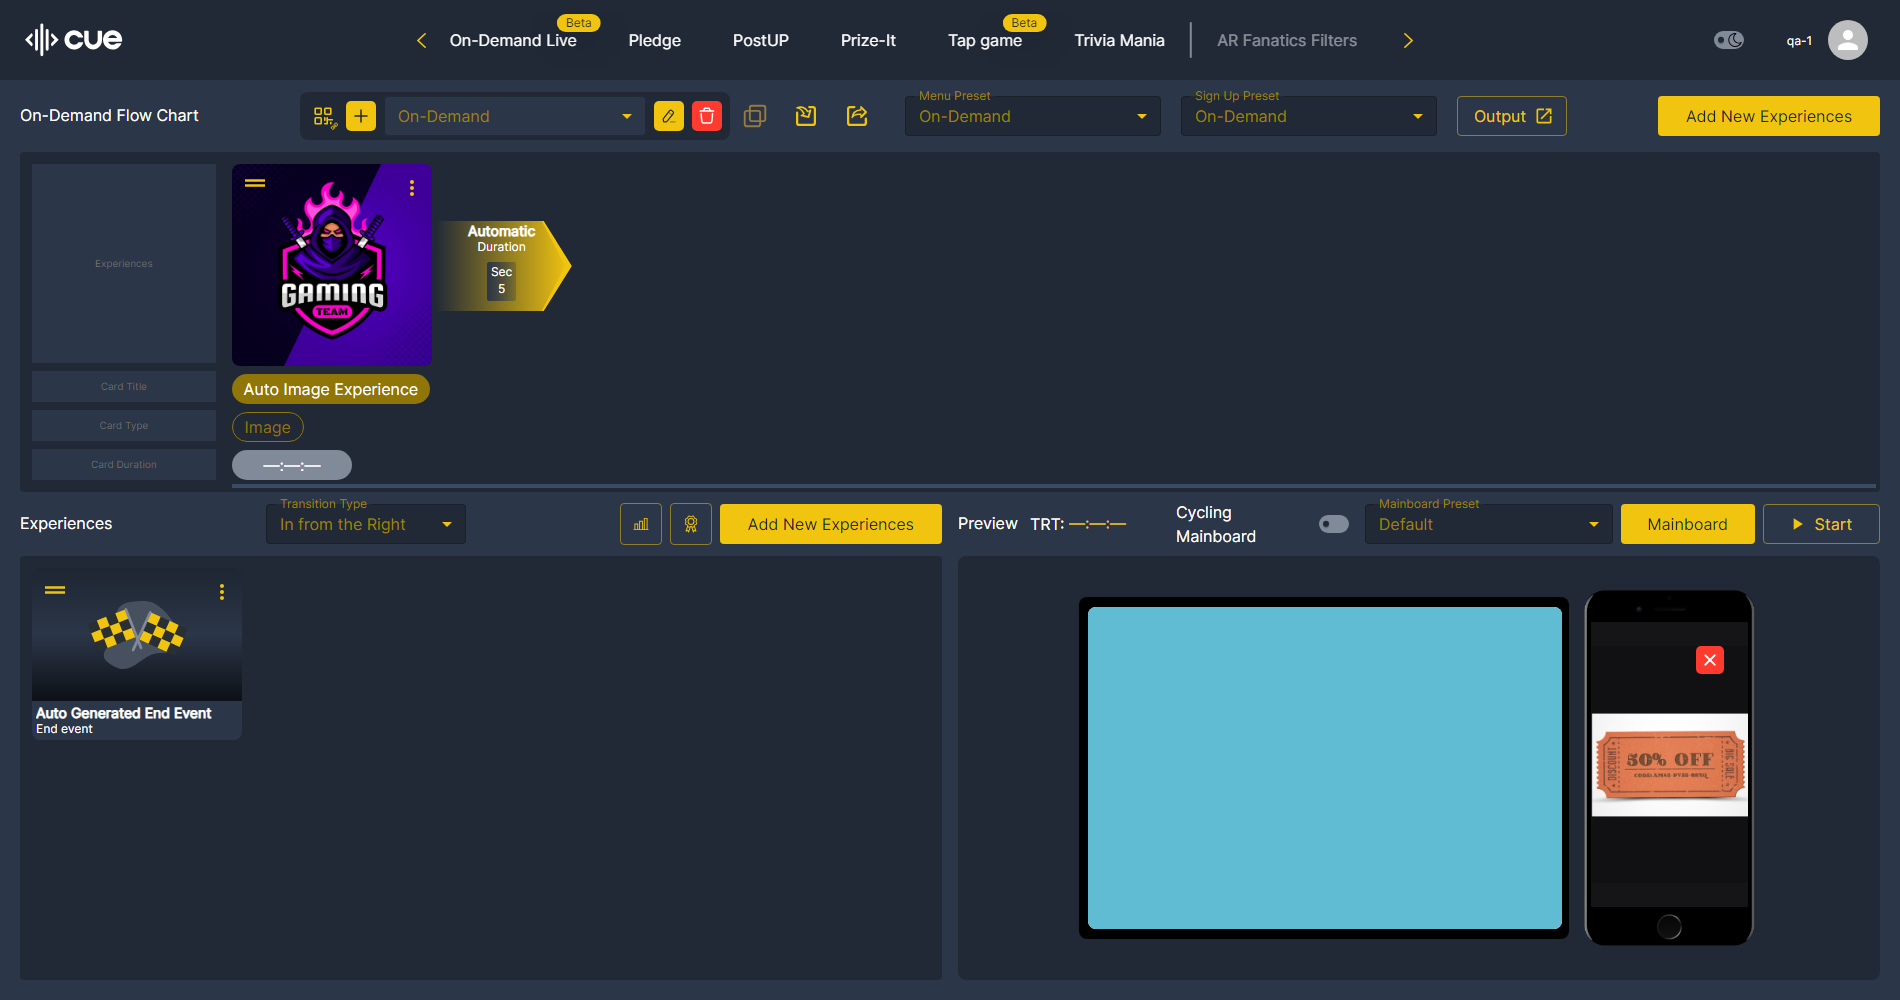 cue
On-Demand Live
Beta
Pledge
PostUP
Prize-It
Tap game
Beta
Trivia Mania
AR Fanatics Filters
qa-1
On-Demand Flow Chart
On-Demand
Menu Preset
On-Demand
Sign Up Preset
On-Demand
Output
Add New Experiences
Experiences
GAMING
TEAM
Automatic
Duration
Sec
5
Card Title
Auto Image Experience
Card Type
Image
Card Duration
—:—:—
Experiences
Transition Type
In from the Right
Add New Experiences
Preview
TRT: —:—:—
Cycling
Mainboard
Mainboard Preset
Default
Mainboard
Start
Auto Generated End Event
End event
DISCOUNT
50% OFF